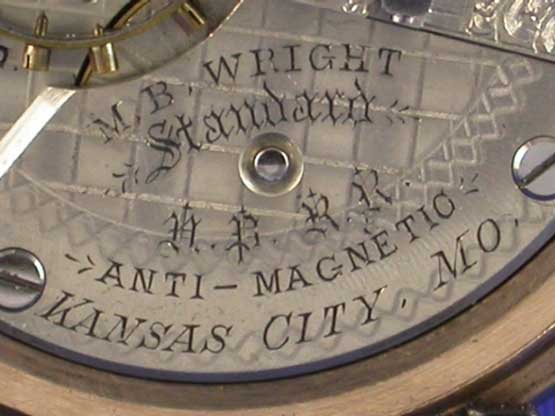 M. B. WRIGHT
Standard
R. R.
ANTI-MAGNETIC
KANSAS CITY, MO.